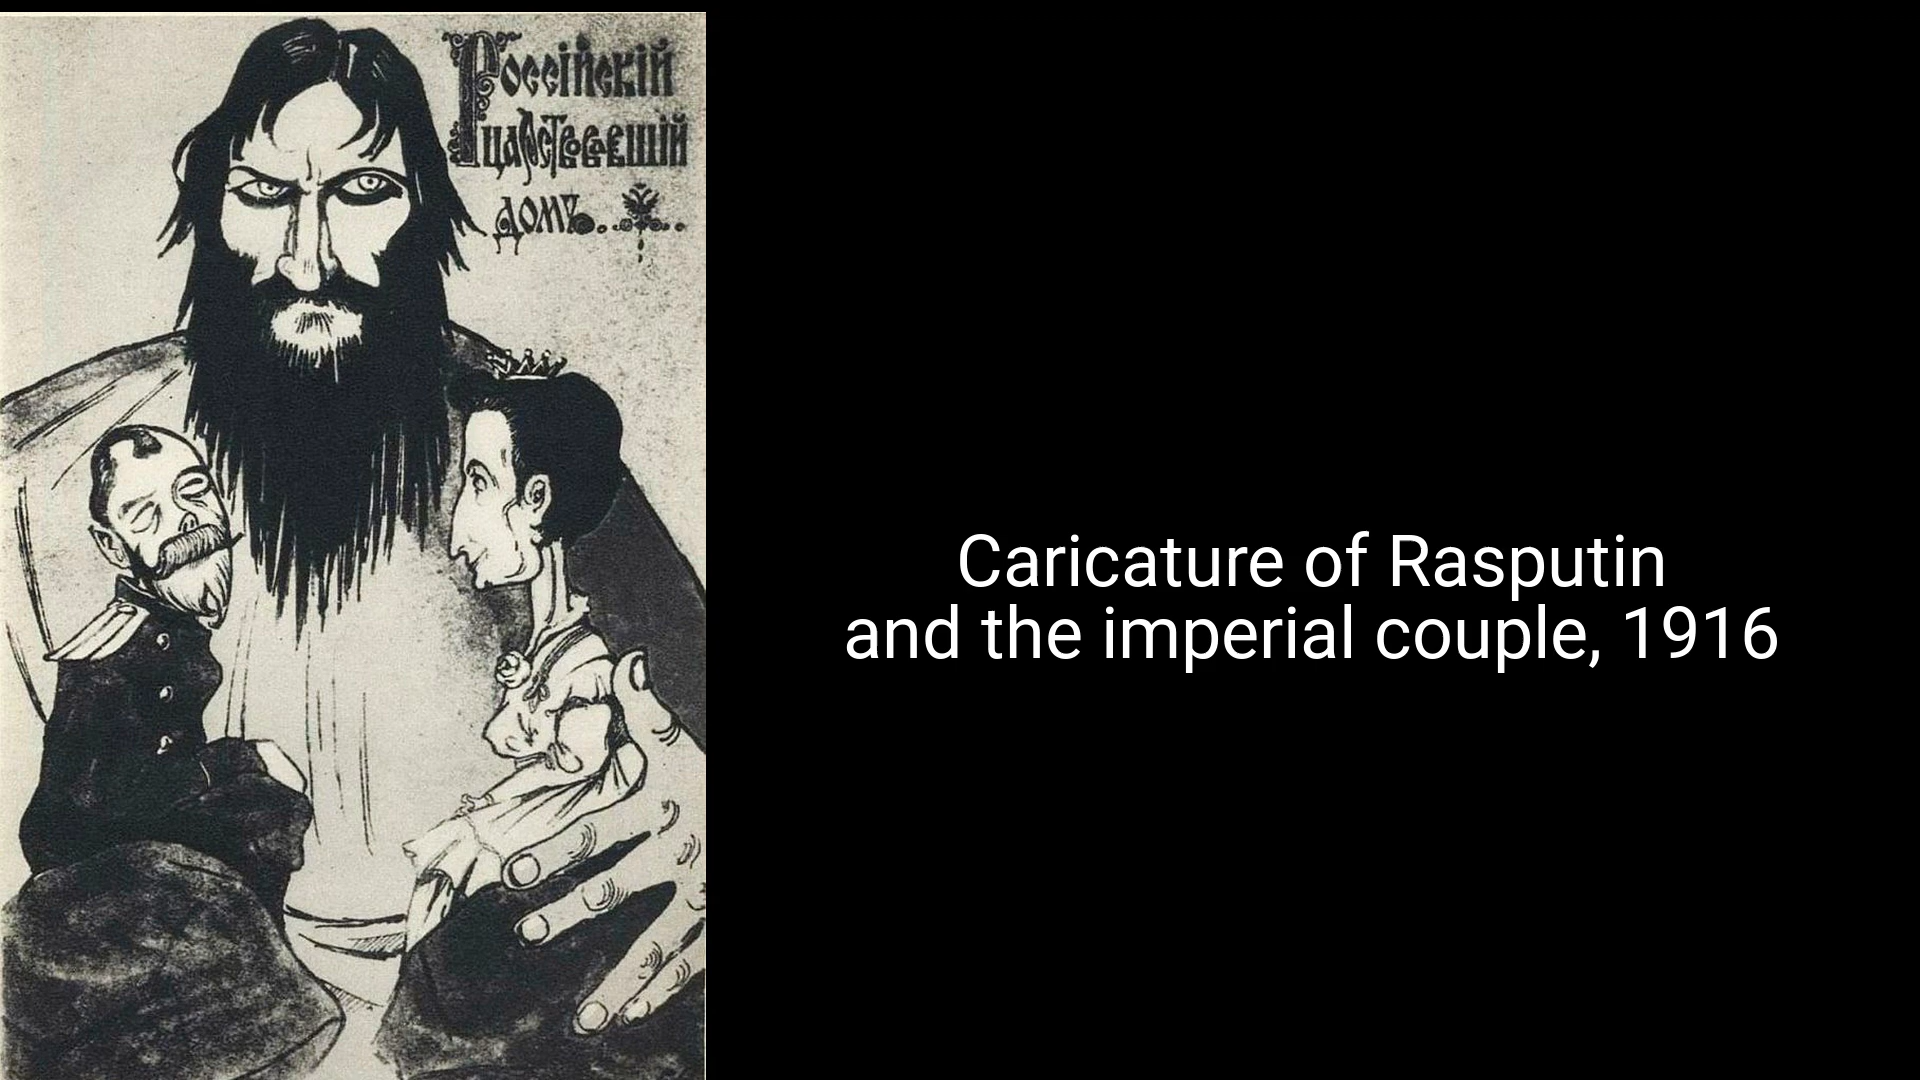 Россійскій
царствовавшій
домъ...
Caricature of Rasputin
and the imperial couple, 1916